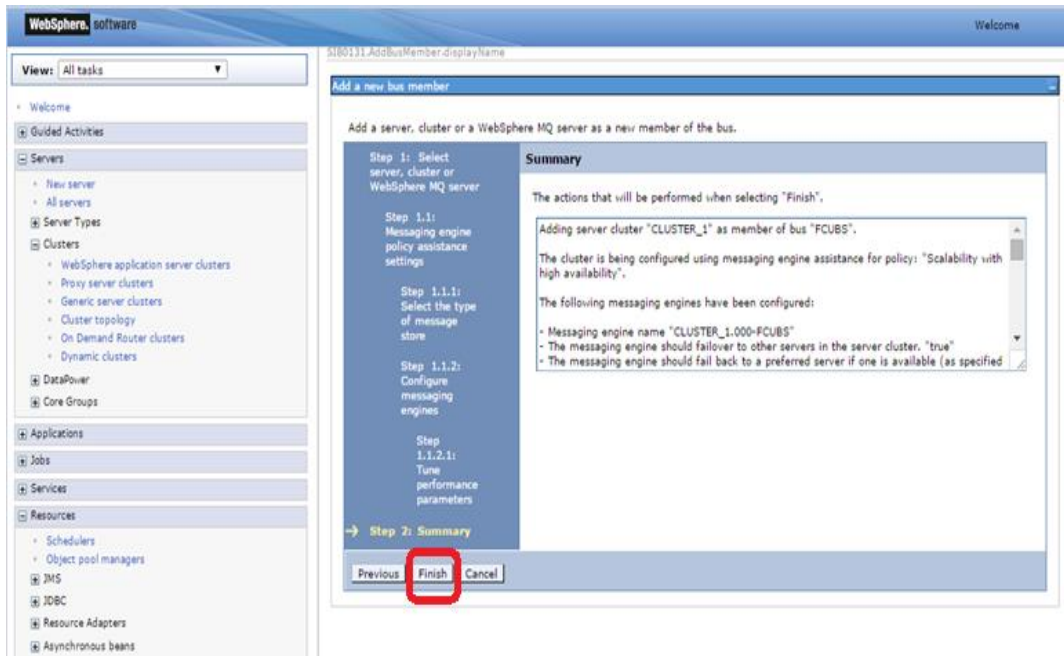 WebSphere. software
Welcome
View: All tasks
Welcome
Guided Activities
Servers
New server
All servers
Server Types
Clusters
WebSphere application server clusters
Proxy server clusters
Generic server clusters
Cluster topology
On Demand Router clusters
Dynamic clusters
DataPower
Core Groups
Applications
Jobs
Services
Resources
Schedulers
Object pool managers
JMS
JDBC
Resource Adapters
Asynchronous beans
SIB0131.AddBusMember.displayName
Add a new bus member
Add a server, cluster or a WebSphere MQ server as a new member of the bus.
Step 1: Select
server, cluster or
WebSphere MQ server
Step 1.1:
Messaging engine
policy assistance
settings
Step 1.1.1:
Select the type
of message
store
Step 1.1.2:
Configure
messaging
engines
Step
1.1.2.1:
Tune
performance
parameters
Step 2: Summary
Summary
The actions that will be performed when selecting "Finish".
Adding server cluster "CLUSTER_1" as member of bus "FCUBS".
The cluster is being configured using messaging engine assistance for policy: "Scalability with
high availability".
The following messaging engines have been configured:
- Messaging engine name "CLUSTER_1.000-FCUBS"
- The messaging engine should failover to other servers in the server cluster. "true"
- The messaging engine should fail back to a preferred server if one is available (as specified
Previous Finish Cancel